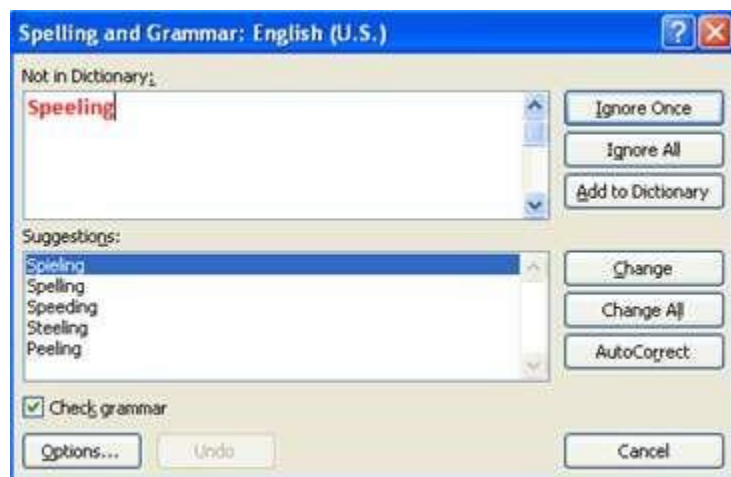 Spelling and Grammar: English (U.S.)
Not in Dictionary:
Speeling
Ignore Once
Ignore All
Add to Dictionary
Suggestions:
Spieling
Spelling
Speeding
Steeling
Peeling
Change
Change All
AutoCorrect
Check grammar
Options...
Undo
Cancel